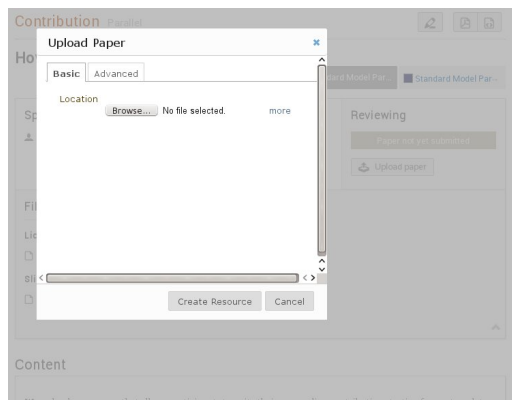 Contribution Parallel
Upload Paper
Basic Advanced
Location
Browse... No file selected. more
Create Resource Cancel
Standard Model Par...
Reviewing
Paper not yet submitted
Upload paper
Content